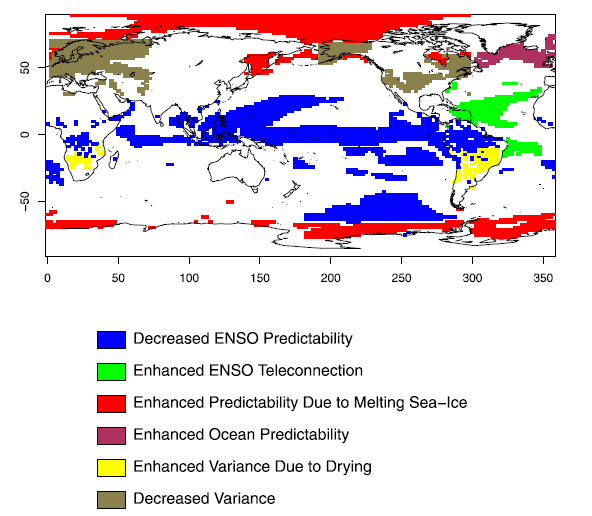 50
0
−50
0 50 100 150 200 250 300 350
Decreased ENSO Predictability
Enhanced ENSO Teleconnection
Enhanced Predictability Due to Melting Sea−Ice
Enhanced Ocean Predictability
Enhanced Variance Due to Drying
Decreased Variance